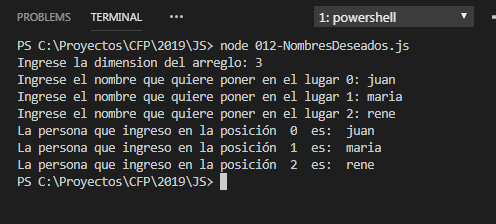 PROBLEMS TERMINAL ... 1: powershell
PS C:\Proyectos\CFP\2019\JS> node 012-NombresDeseados.js
Ingrese la dimension del arreglo: 3
Ingrese el nombre que quiere poner en el lugar 0: juan
Ingrese el nombre que quiere poner en el lugar 1: maria
Ingrese el nombre que quiere poner en el lugar 2: rene
La persona que ingreso en la posición  0  es:  juan
La persona que ingreso en la posición  1  es:  maria
La persona que ingreso en la posición  2  es:  rene
PS C:\Proyectos\CFP\2019\JS>